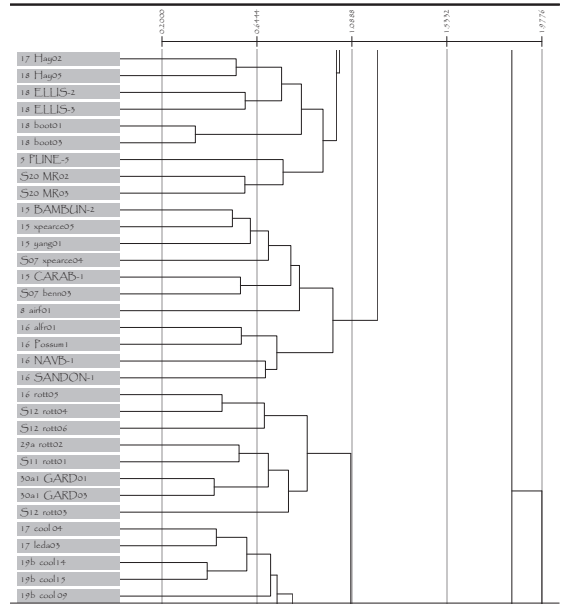 0.2000
0.6444
1.0888
1.5332
1.9776
17 Hay02
18 Hay05
18 ELLIS-2
18 ELLIS-3
18 boot01
18 boot03
5 PLINE-5
S20 MR02
S20 MR03
15 BAMBUN-2
15 xpearce05
15 yang01
S07 xpearce04
15 CARAB-1
S07 benn03
8 airf01
16 alfr01
16 Possum1
16 NAVB-1
16 SANDON-1
16 rott05
S12 rott04
S12 rott06
29a rott02
S11 rott01
30a1 GARD01
30a1 GARD03
S12 rott03
17 cool 04
17 leda03
19b cool14
19b cool13
19b cool 09